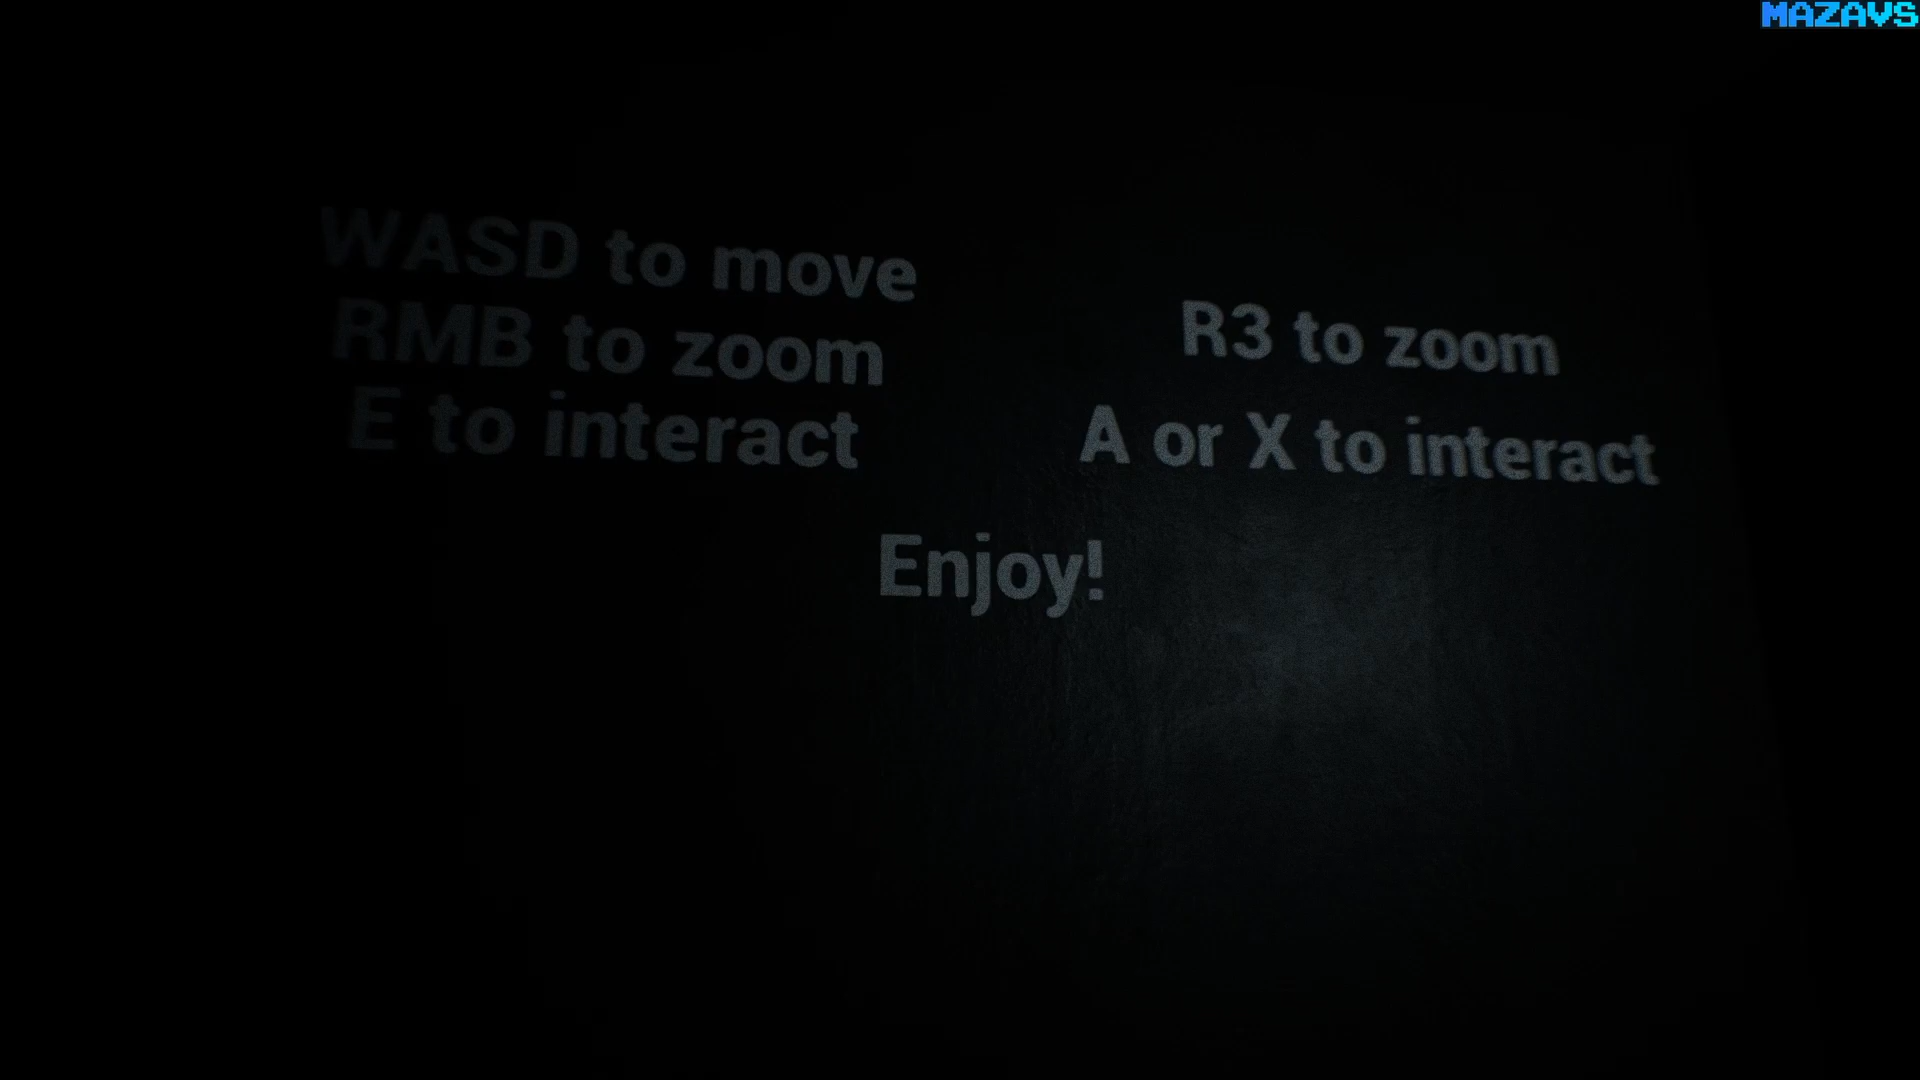 MAZAVS
WASD to move
RMB to zoom
E to interact
R3 to zoom
A or X to interact
Enjoy!